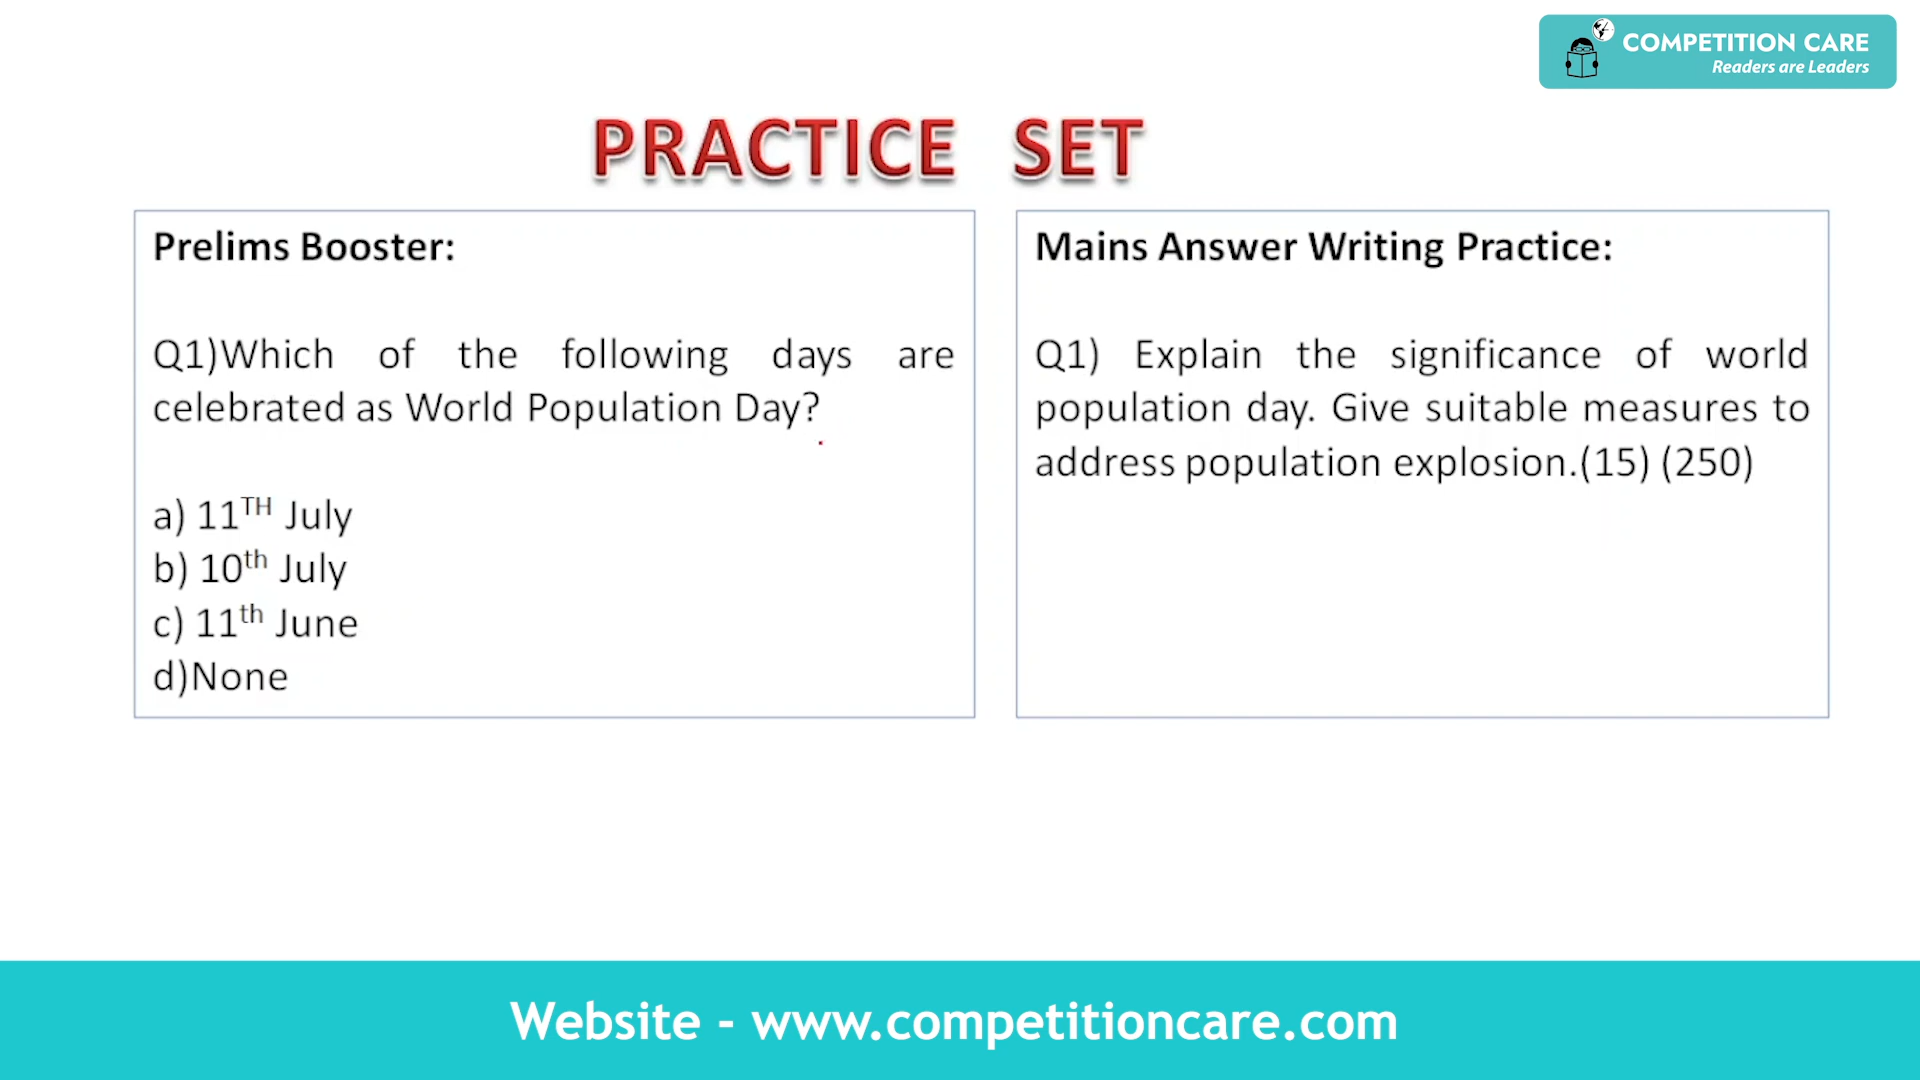 COMPETITION CARE
Readers are Leaders
PRACTICE SET
Prelims Booster:
Q1)Which of the following days are
celebrated as World Population Day?
a) 11TH July
b) 10th July
c) 11th June
d)None
Mains Answer Writing Practice:
Q1) Explain the significance of world
population day. Give suitable measures to
address population explosion.(15) (250)
Website - www.competitioncare.com